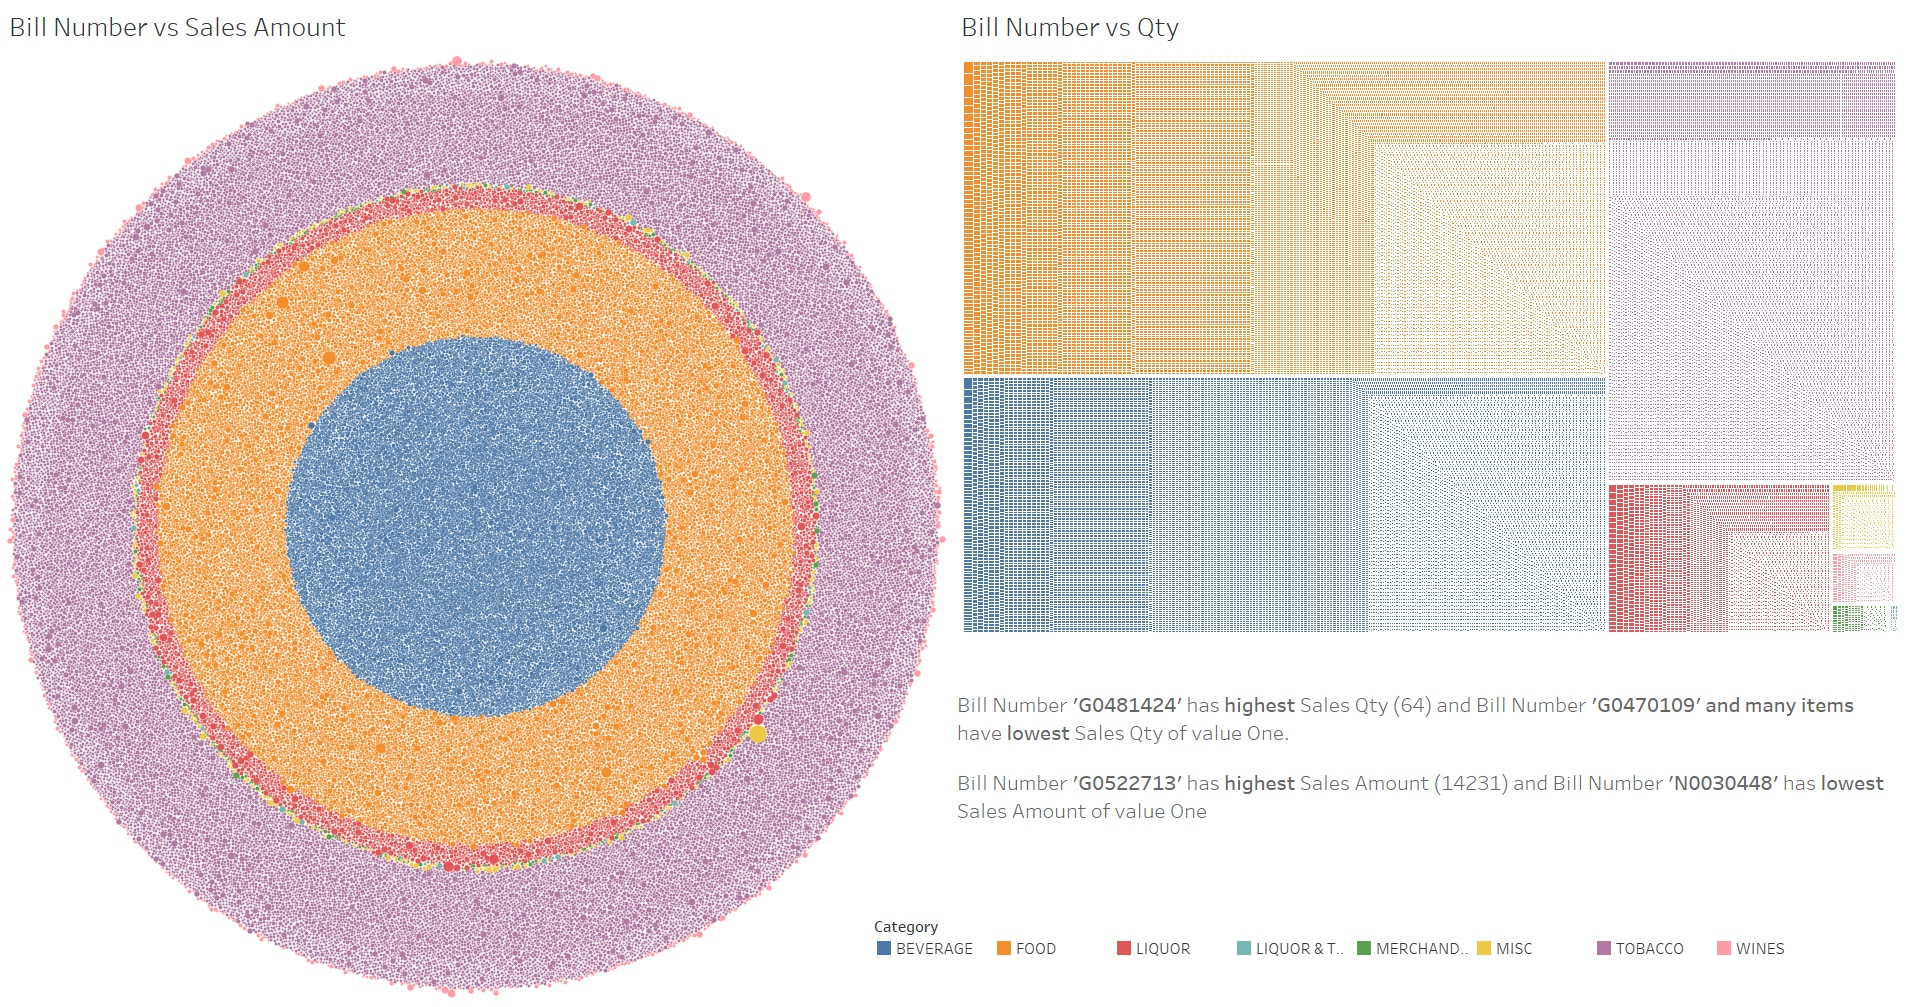 Bill Number vs Sales Amount
Bill Number vs Qty
Bill Number 'G0481424' has highest Sales Qty (64) and Bill Number 'G0470109' and many items
have lowest Sales Qty of value One.
Bill Number 'G0522713' has highest Sales Amount (14231) and Bill Number 'N0030448' has lowest
Sales Amount of value One
Category
BEVERAGE FOOD LIQUOR LIQUOR & T.. MERCHAND.. MISC TOBACCO WINES